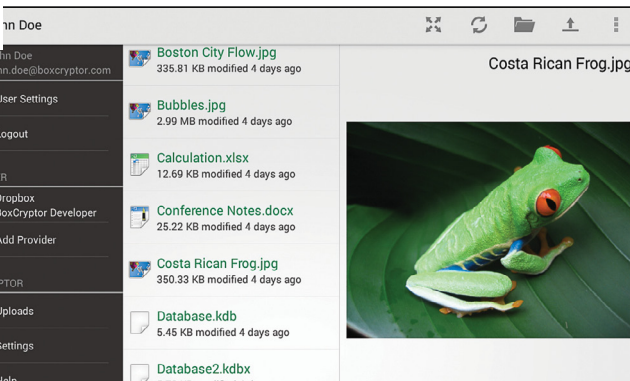 hn Doe
hn Doe
hn.doe@boxcryptor.com
User Settings
Logout
R
Dropbox
BoxCryptor Developer
Add Provider
PTOR
Uploads
Settings
Help
Boston City Flow.jpg
335.81 KB modified 4 days ago
Bubbles.jpg
2.99 MB modified 4 days ago
Calculation.xlsx
12.69 KB modified 4 days ago
Conference Notes.docx
25.22 KB modified 4 days ago
Costa Rican Frog.jpg
350.33 KB modified 4 days ago
Database.kdb
5.45 KB modified 4 days ago
Database2.kdbx
Costa Rican Frog.jpg